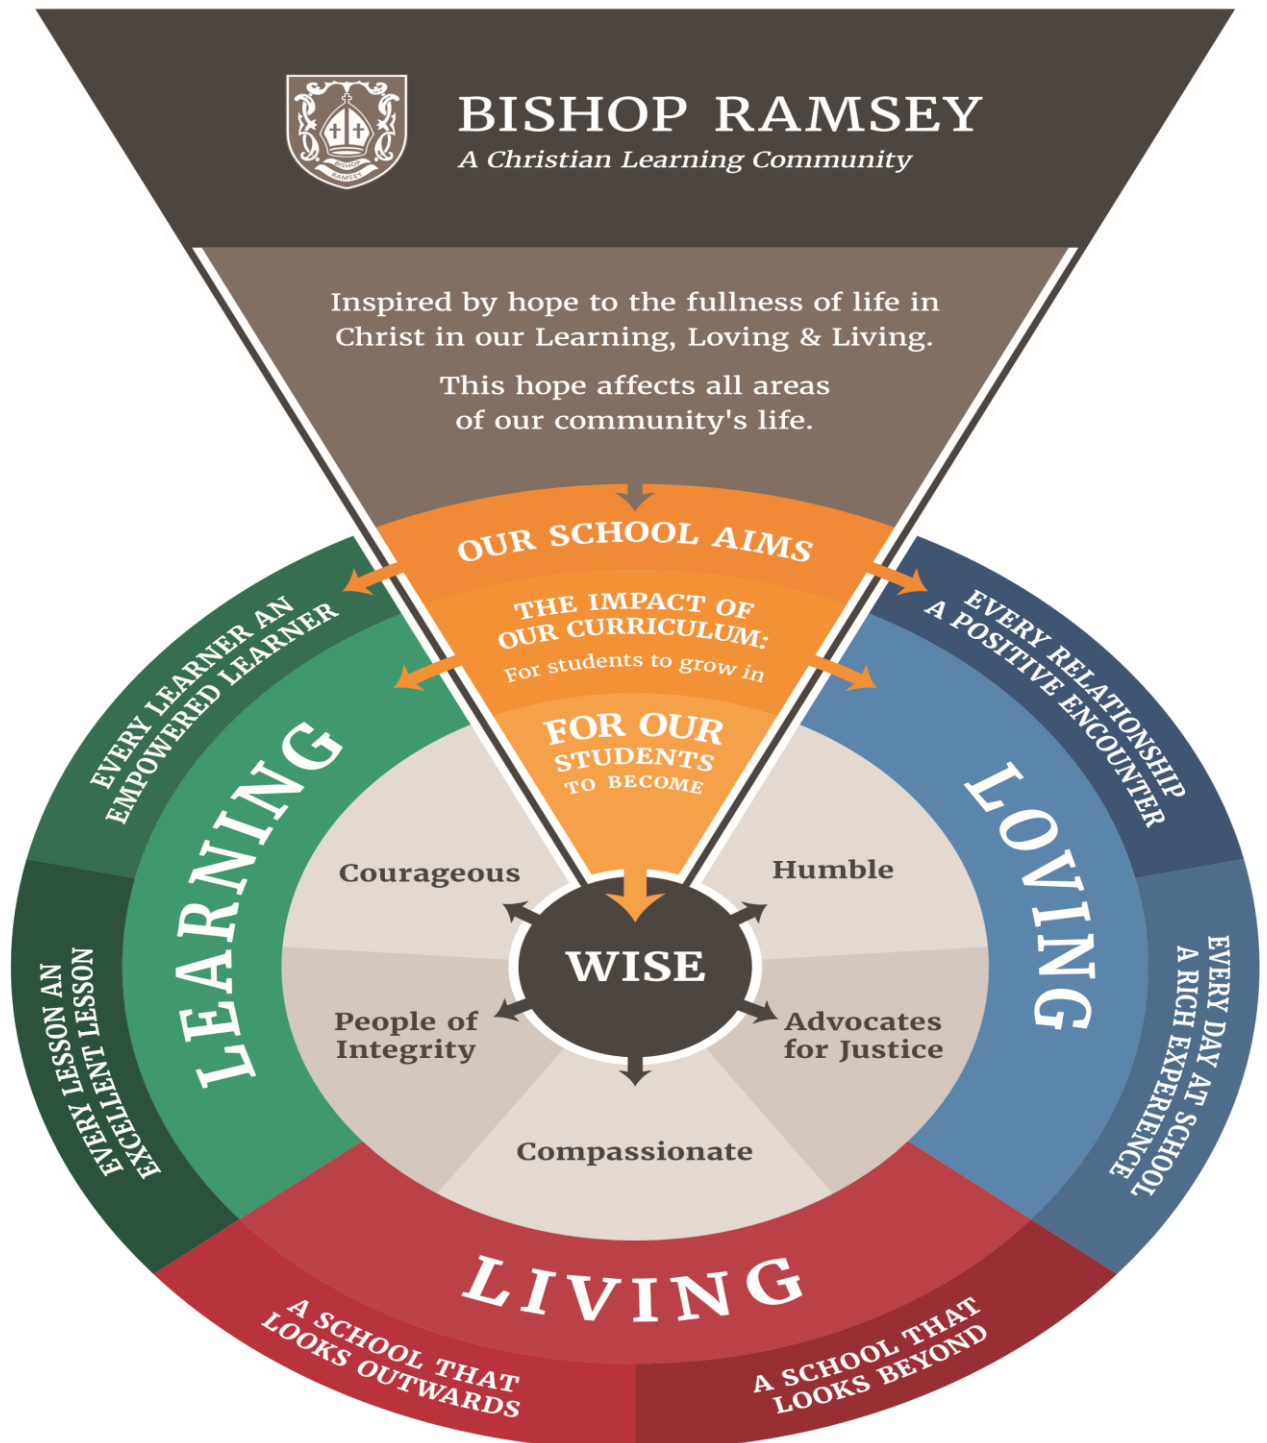 BISHOP RAMSEY
A Christian Learning Community
BISHOP
RAMSEY
Inspired by hope to the fullness of life in
Christ in our Learning, Loving & Living.
This hope affects all areas
of our community's life.
OUR SCHOOL AIMS
THE IMPACT OF
OUR CURRICULUM:
For students to grow in
FOR OUR
STUDENTS
TO BECOME
EVERY LEARNER AN
EMPOWERED LEARNER
EVERY LESSON AN
EXCELLENT LESSON
LEARNING
EVERY RELATIONSHIP
A POSITIVE ENCOUNTER
EVERY DAY AT SCHOOL
A RICH EXPERIENCE
LOVING
Courageous
Humble
WISE
People of
Integrity
Advocates
for Justice
Compassionate
LIVING
A SCHOOL THAT
LOOKS OUTWARDS
A SCHOOL THAT
LOOKS BEYOND